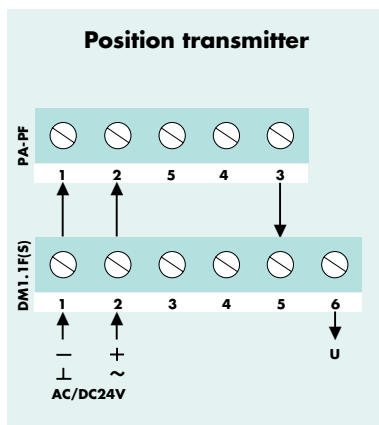 Position transmitter
PA-PF
1 2 5 4 3
DM1.1F(S)
1 2 3 4 5 6
— +
⊥ ~
U
AC/DC24V